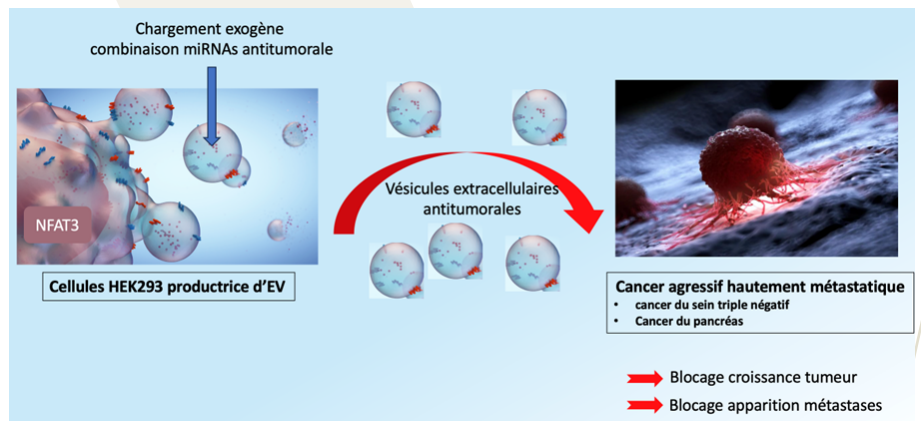 Chargement exogène
combinaison miRNAs antitumorale
NFAT3
Cellules HEK293 productrice d'EV
Vésicules extracellulaires
antitumorales
Cancer agressif hautement métastatique
• cancer du sein triple négatif
• Cancer du pancréas
Blocage croissance tumeur
Blocage apparition métastases